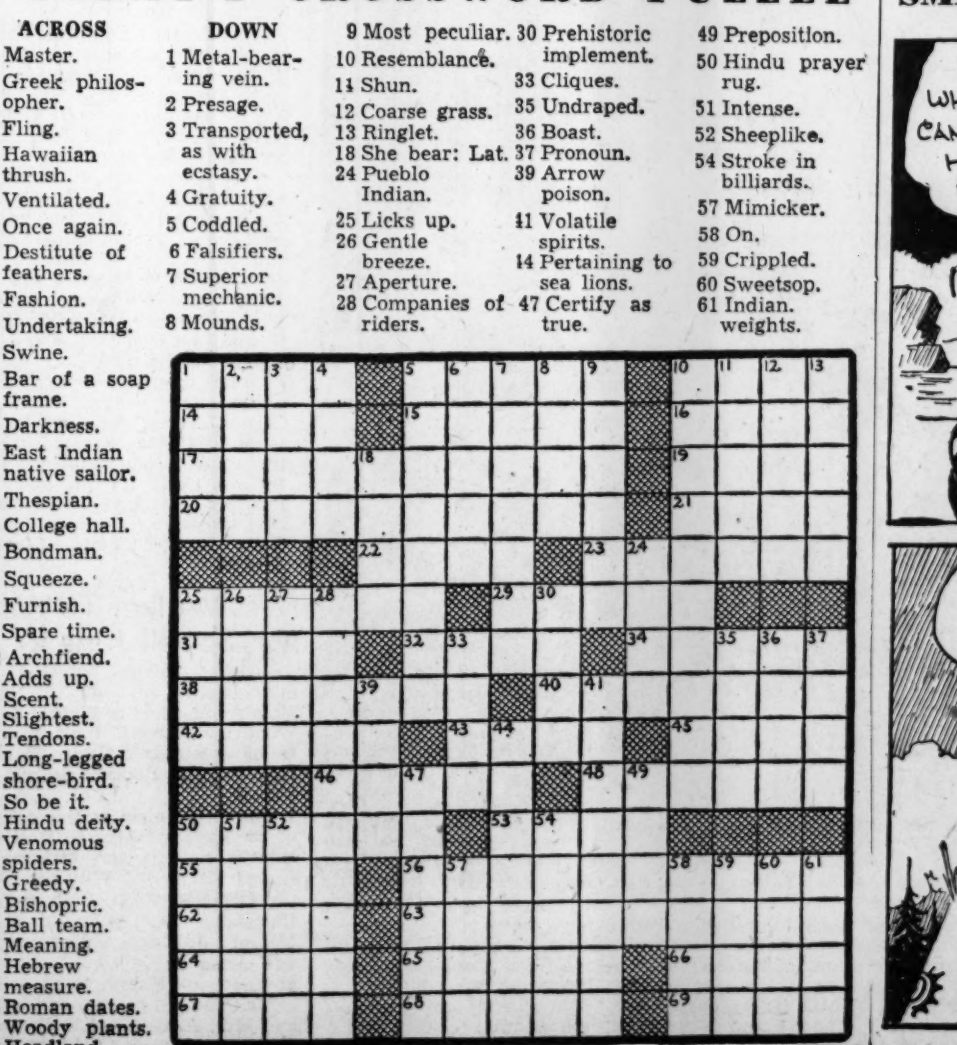 ACROSS
Master.
Greek philos-
opher.
Fling.
Hawaiian
thrush.
Ventilated.
Once again.
Destitute of
feathers.
Fashion.
Undertaking.
Swine.
Bar of a soap
frame.
Darkness.
East Indian
native sailor.
Thespian.
College hall.
Bondman.
Squeeze.
Furnish.
Spare time.
Archfiend.
Adds up.
Scent.
Slightest.
Tendons.
Long-legged
shore-bird.
So be it.
Hindu deity.
Venomous
spiders.
Greedy.
Bishopric.
Ball team.
Meaning.
Hebrew
measure.
Roman dates.
Woody plants.
DOWN
1 Metal-bear-
ing vein.
2 Presage.
3 Transported,
as with
ecstasy.
4 Gratuity.
5 Coddled.
6 Falsifiers.
7 Superior
mechanic.
8 Mounds.
9 Most peculiar.
10 Resemblance.
11 Shun.
12 Coarse grass.
13 Ringlet.
18 She bear: Lat.
24 Pueblo
Indian.
25 Licks up.
26 Gentle
breeze.
27 Aperture.
28 Companies of
riders.
30 Prehistoric
implement.
33 Cliques.
35 Undraped.
36 Boast.
37 Pronoun.
39 Arrow
poison.
41 Volatile
spirits.
14 Pertaining to
sea lions.
47 Certify as
true.
49 Preposition.
50 Hindu prayer
rug.
51 Intense.
52 Sheeplike.
54 Stroke in
billiards.
57 Mimicker.
58 On.
59 Crippled.
60 Sweetsop.
61 Indian.
weights.
1 2 3 4 5 6 7 8 9 10 11 12 13
14 15 16
17 18 19
20 21
22 23 24
25 26 27 28 29 30
31 32 33 34 35 36 37
38 39 40 41
42 43 44 45
46 47 48 49
50 51 52 53 54
55 56 57 58 59 60 61
62 63
64 65 66
67 68 69